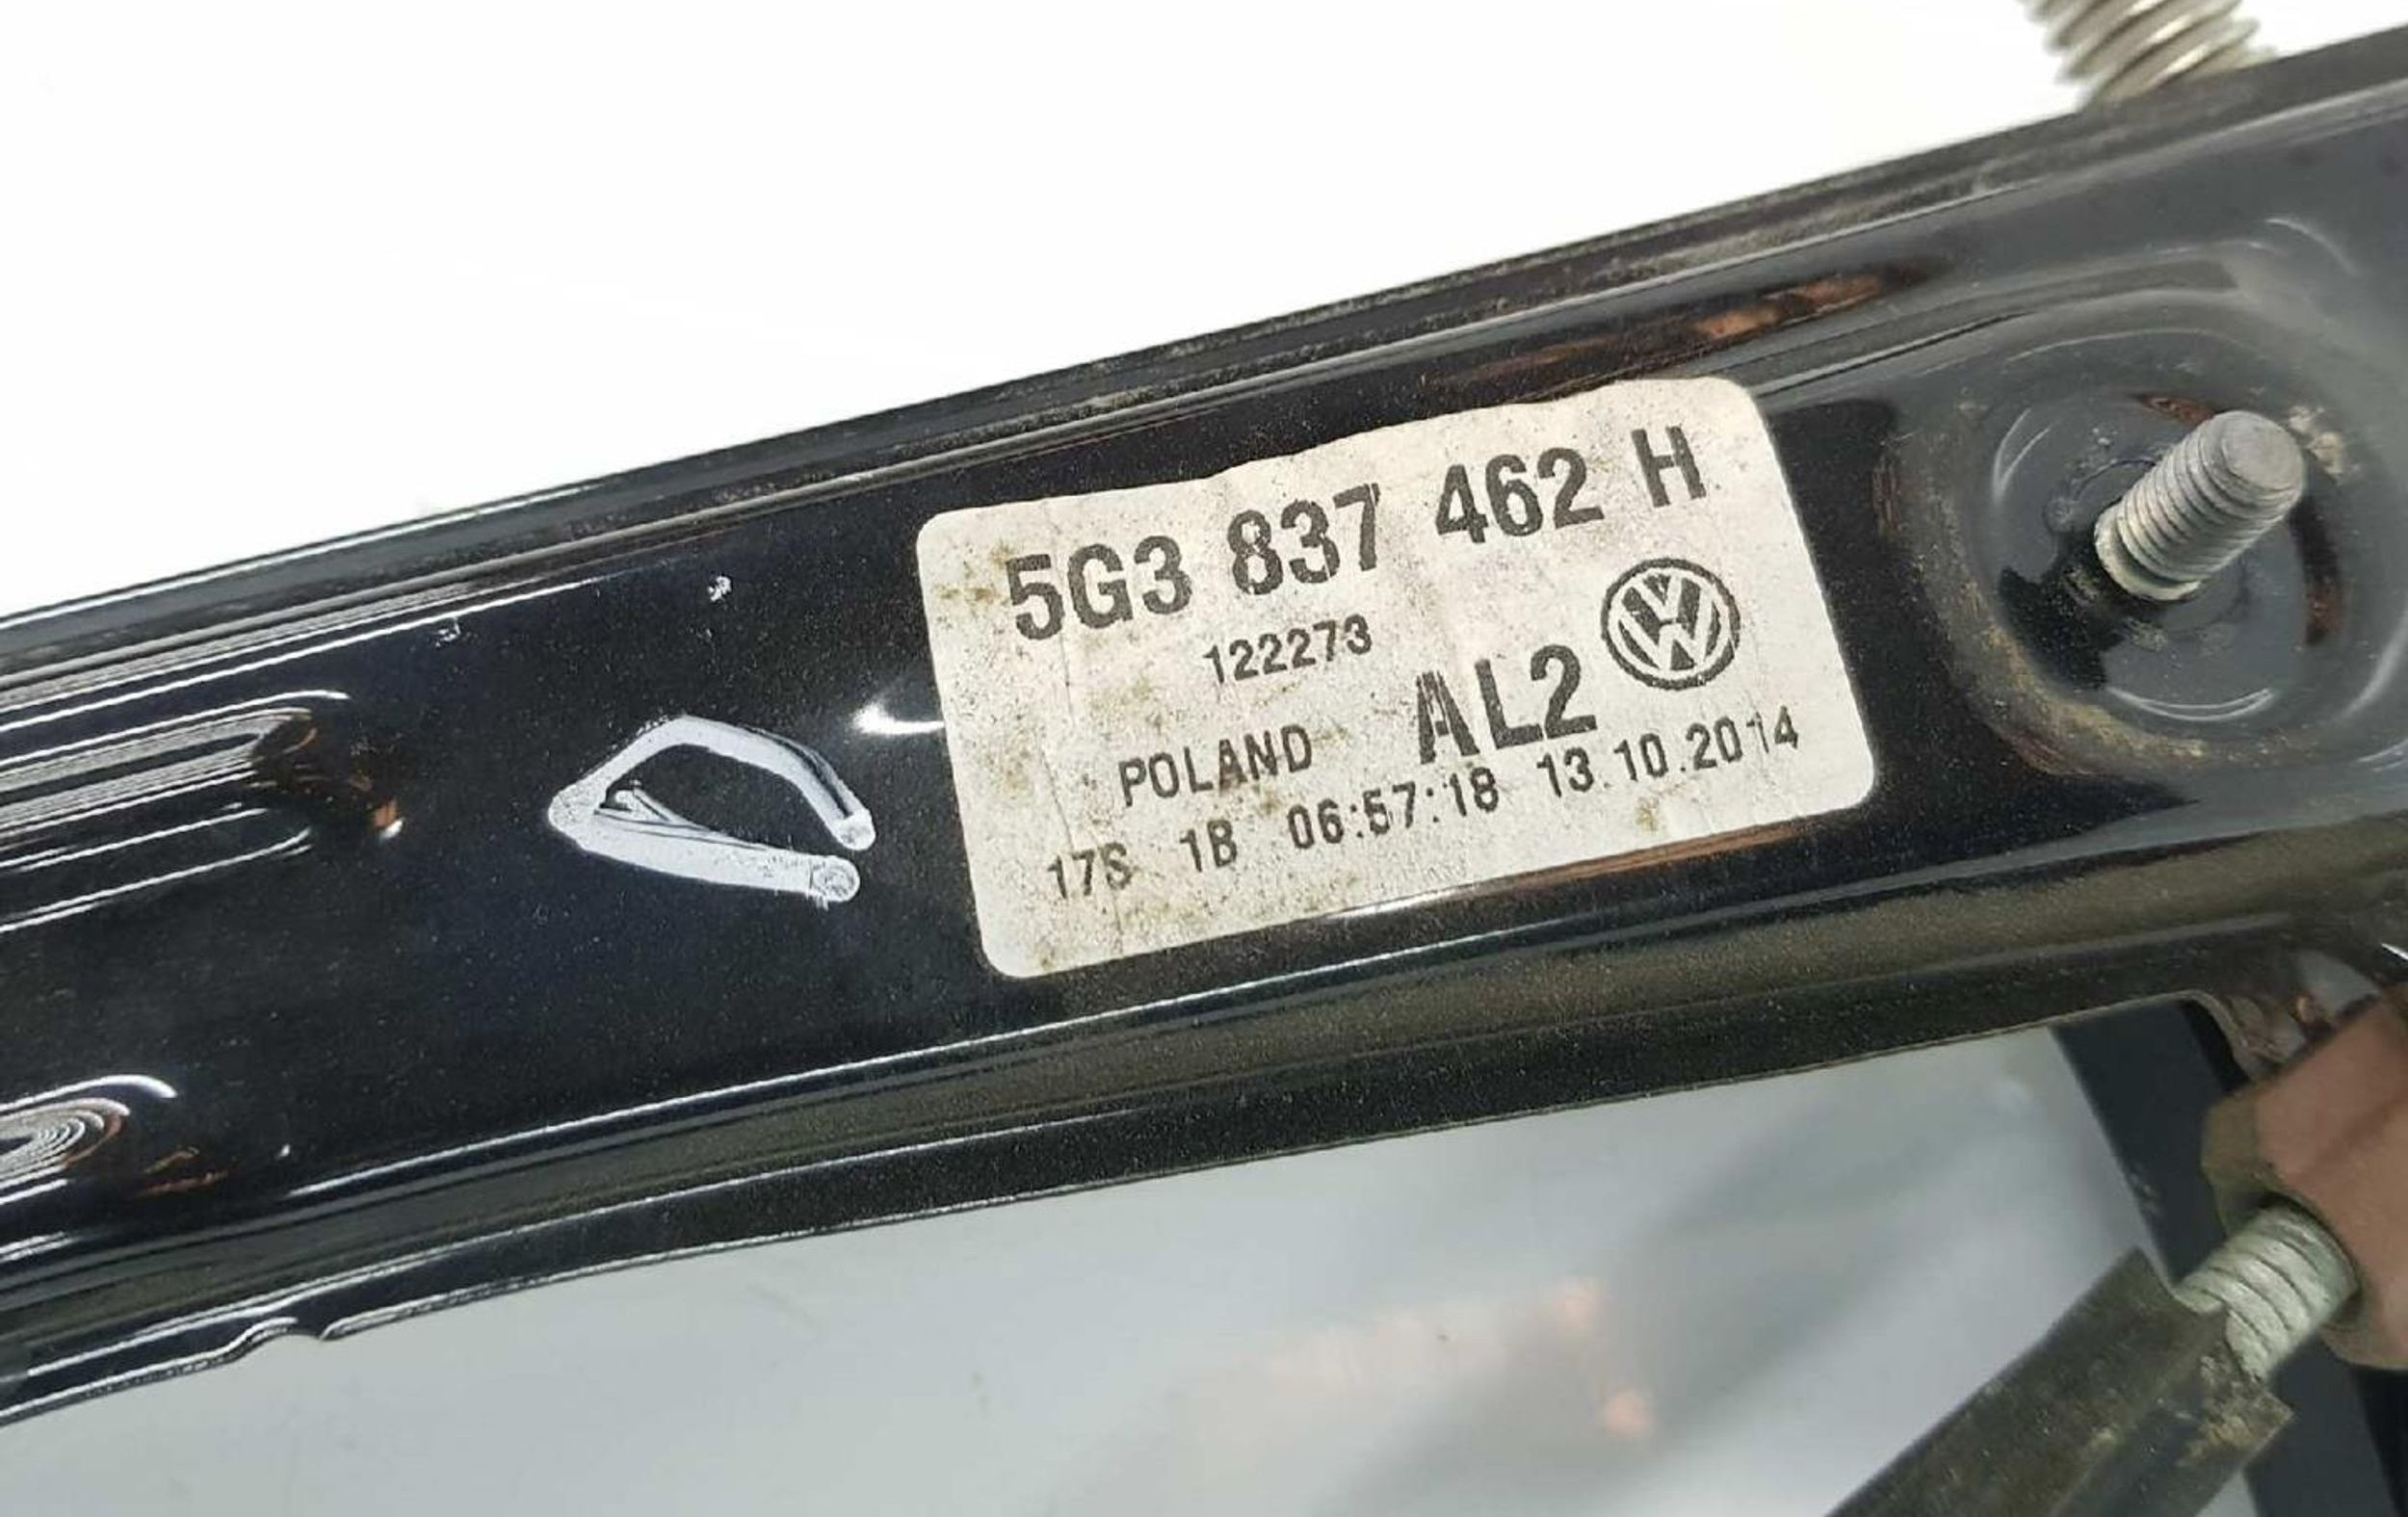 5G3 837 462 H
122273
POLAND AL2
17S 1B 06:57:18 13.10.2014